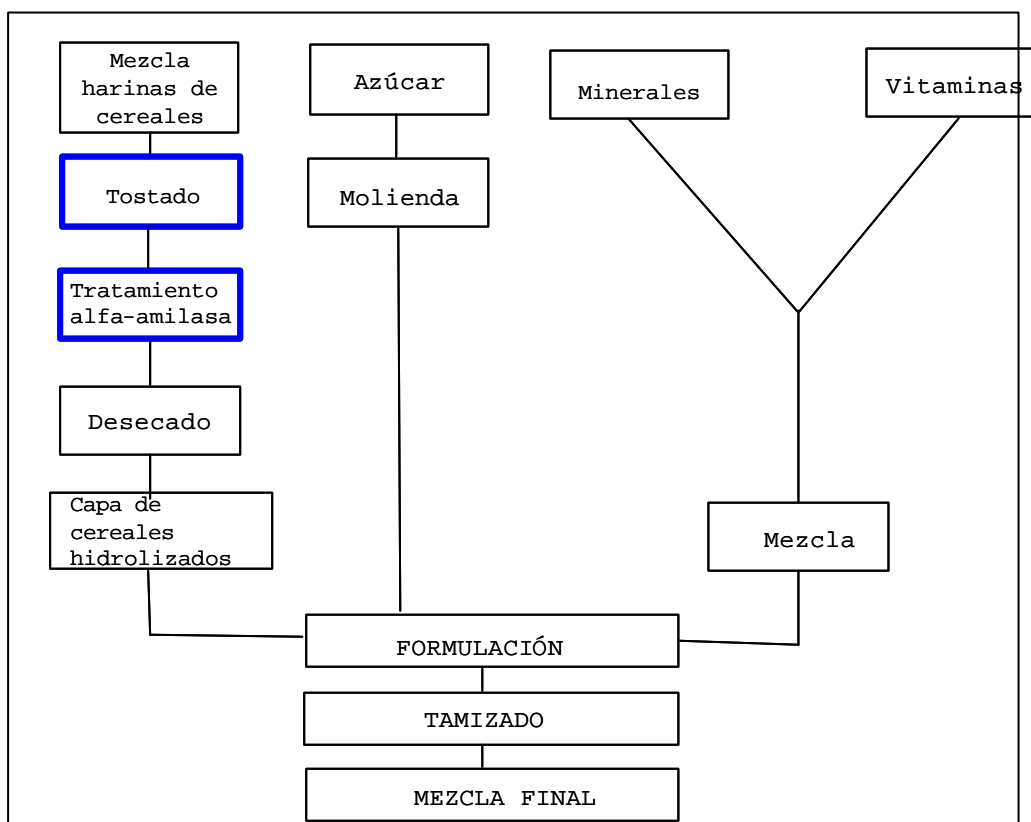 Mezcla
harinas de
cereales
Azúcar
Minerales
Vitaminas
Tostado
Molienda
Tratamiento
alfa-amilasa
Desecado
Capa de
cereales
hidrolizados
Mezcla
FORMULACIÓN
TAMIZADO
MEZCLA FINAL